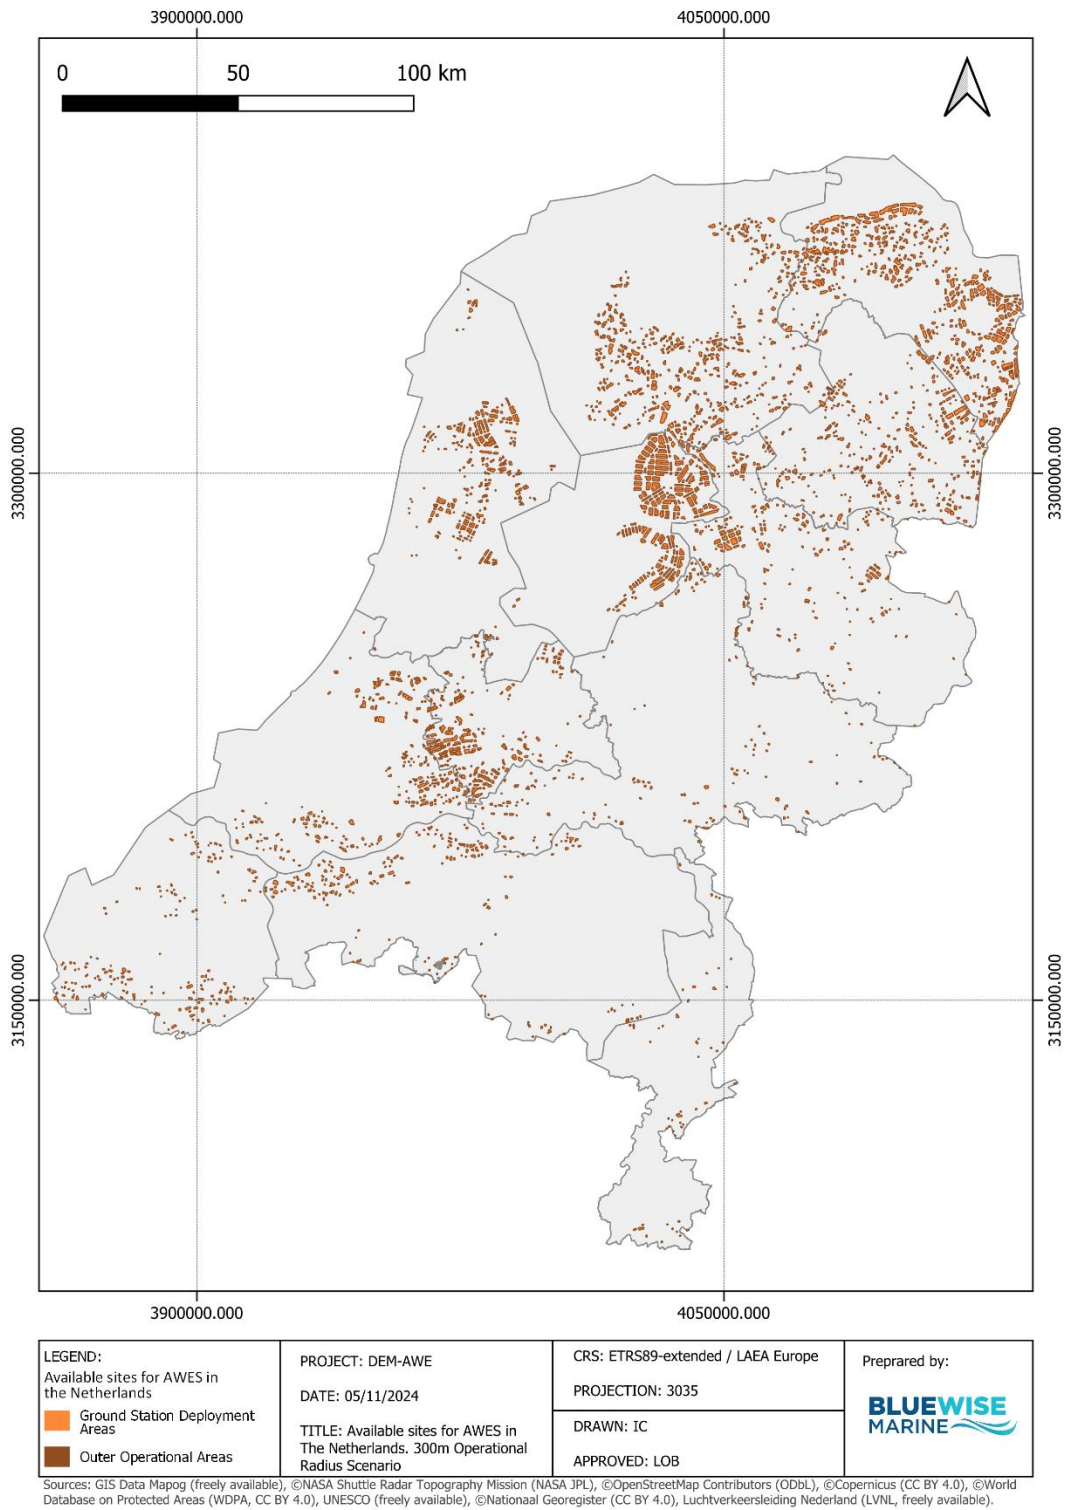 3900000.000 4050000.000
0 50 100 km
3300000.000 3300000.000
3150000.000 3150000.000
3900000.000 4050000.000
LEGEND:
Available sites for AWES in
the Netherlands
Ground Station Deployment
Areas
Outer Operational Areas
PROJECT: DEM-AWE
DATE: 05/11/2024
TITLE: Available sites for AWES in
The Netherlands. 300m Operational
Radius Scenario
CRS: ETRS89-extended / LAEA Europe
PROJECTION: 3035
DRAWN: IC
APPROVED: LOB
Preprared by:
BLUEWISE
MARINE
Sources: GIS Data Mapog (freely available), ©NASA Shuttle Radar Topography Mission (NASA JPL), ©OpenStreetMap Contributors (ODbL), ©Copernicus (CC BY 4.0), ©World
Database on Protected Areas (WDPA, CC BY 4.0), UNESCO (freely available), ©Nationaal Georegister (CC BY 4.0), Luchtverkeersleiding Nederland (LVNL, freely available).